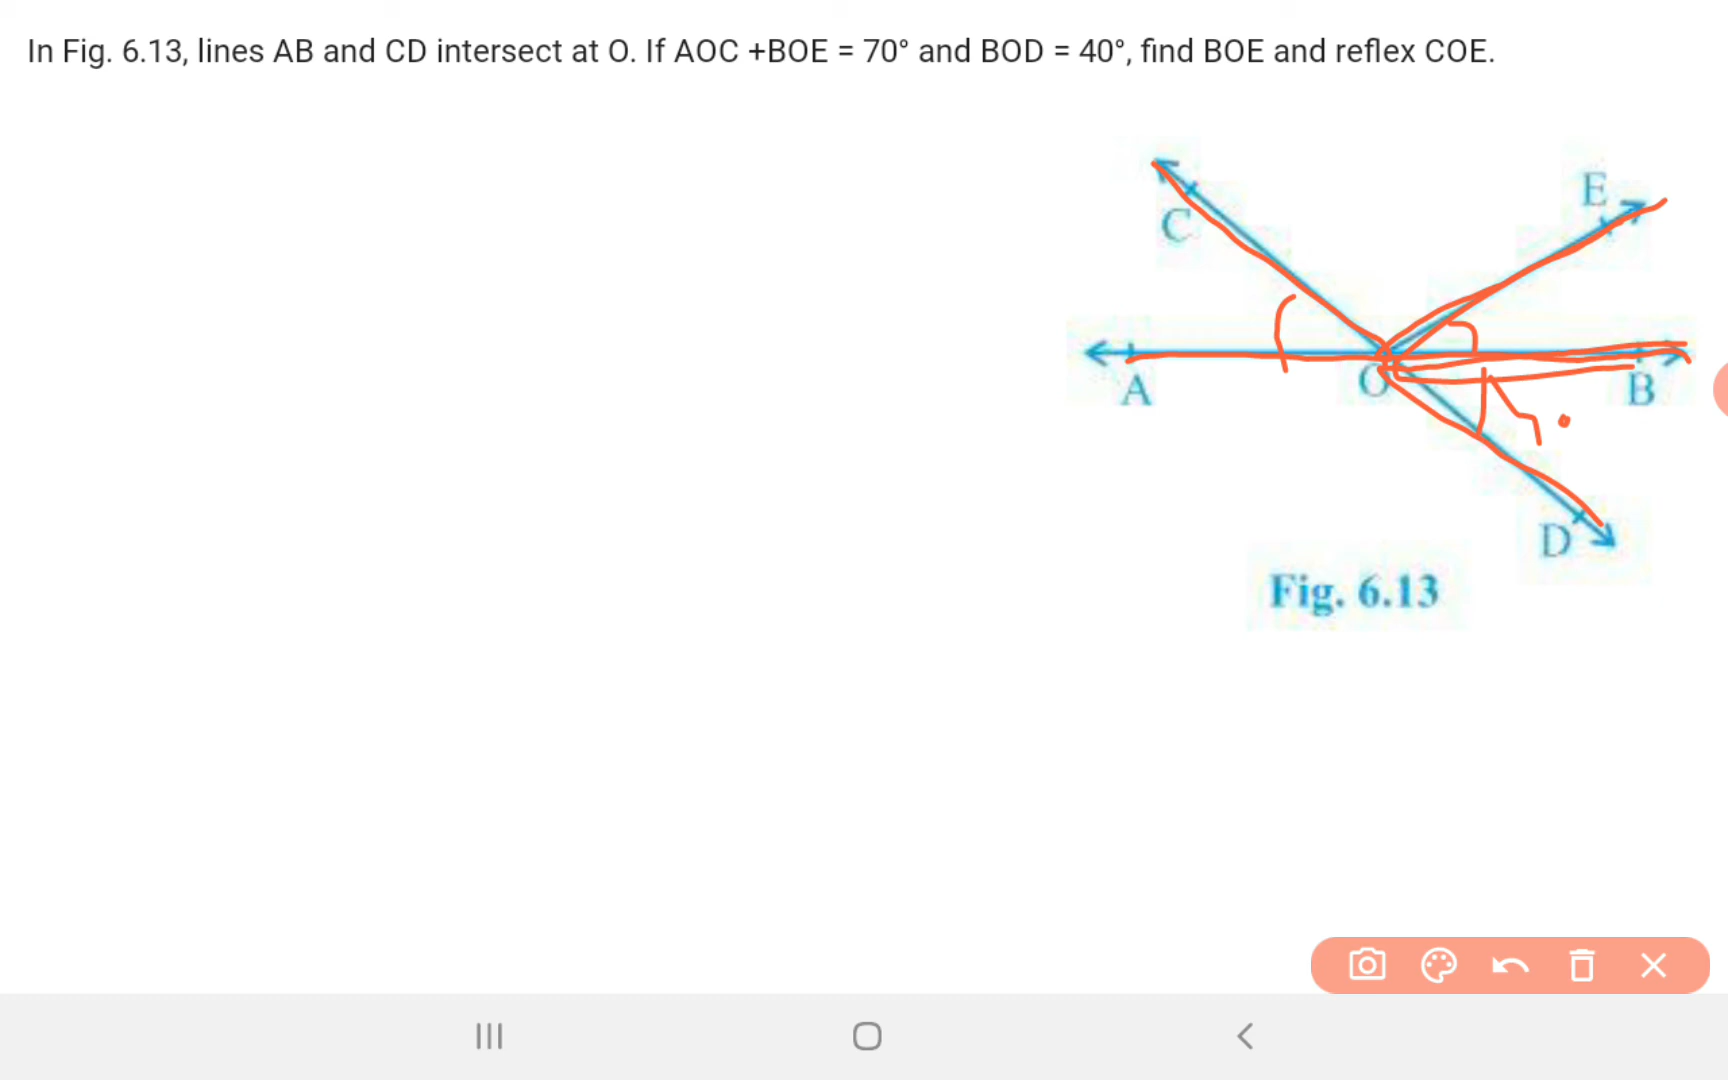 In Fig. 6.13, lines AB and CD intersect at O. If AOC +BOE = 70° and BOD = 40°, find BOE and reflex COE.
E
C
A
O
B
D
Fig. 6.13